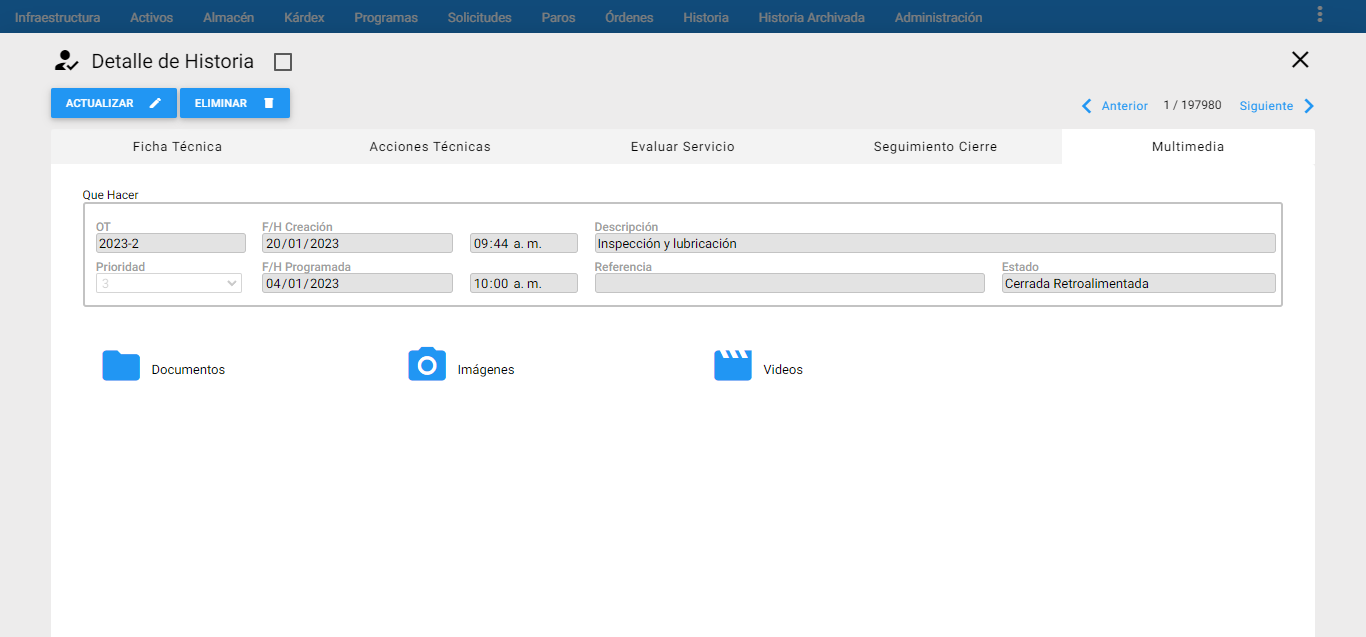 Infraestructura Activos Almacén Kárdex Programas Solicitudes Paros Órdenes Historia Historia Archivada Administración
Detalle de Historia
ACTUALIZAR ELIMINAR
Anterior 1 / 197980 Siguiente
Ficha Técnica Acciones Técnicas Evaluar Servicio Seguimiento Cierre Multimedia
Que Hacer
OT F/H Creación Descripción
2023-2 20/01/2023 09:44 a. m. Inspección y lubricación
Prioridad F/H Programada Referencia Estado
3 04/01/2023 10:00 a. m. Cerrada Retroalimentada
Documentos Imágenes Videos